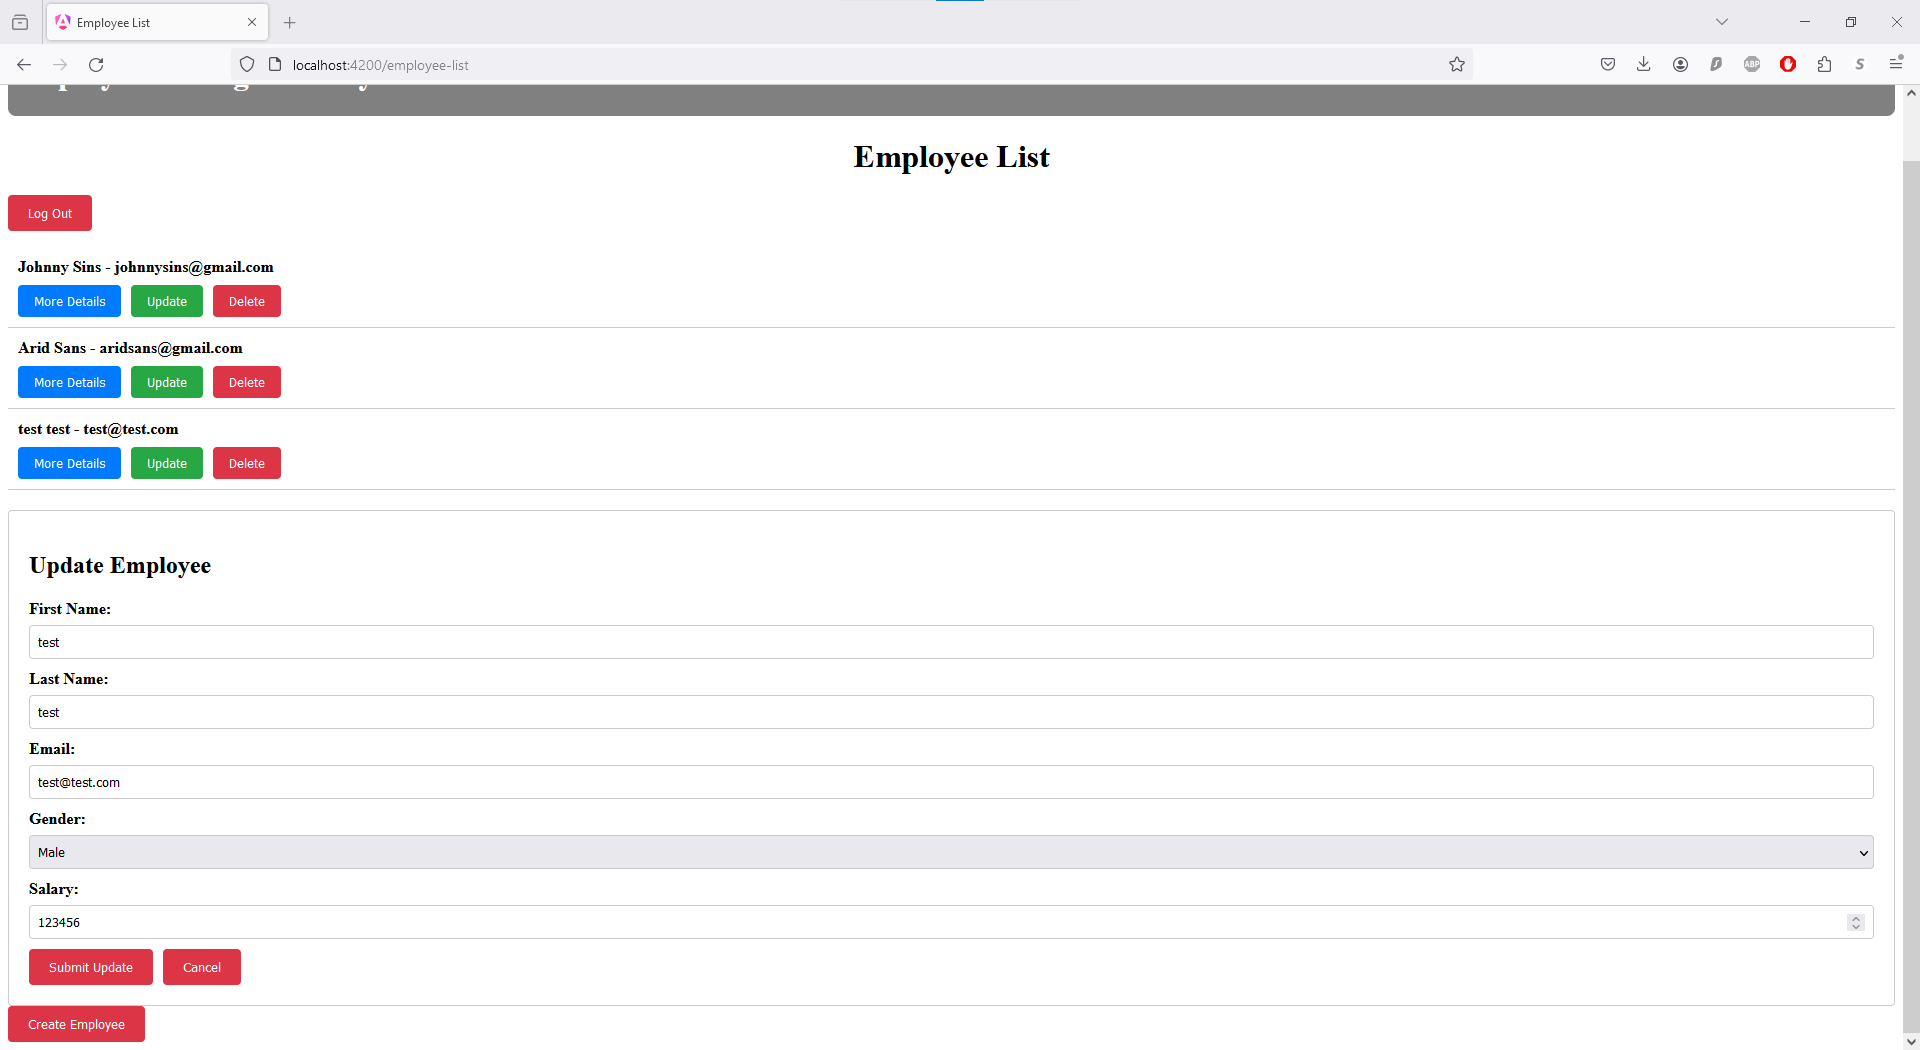 Employee List
localhost:4200/employee-list
ABP
S
Employee List
Log Out
Johnny Sins - johnnysins@gmail.com
More Details Update Delete
Arid Sans - aridsans@gmail.com
More Details Update Delete
test test - test@test.com
More Details Update Delete
Update Employee
First Name:
test
Last Name:
test
Email:
test@test.com
Gender:
Male
Salary:
123456
Submit Update Cancel
Create Employee